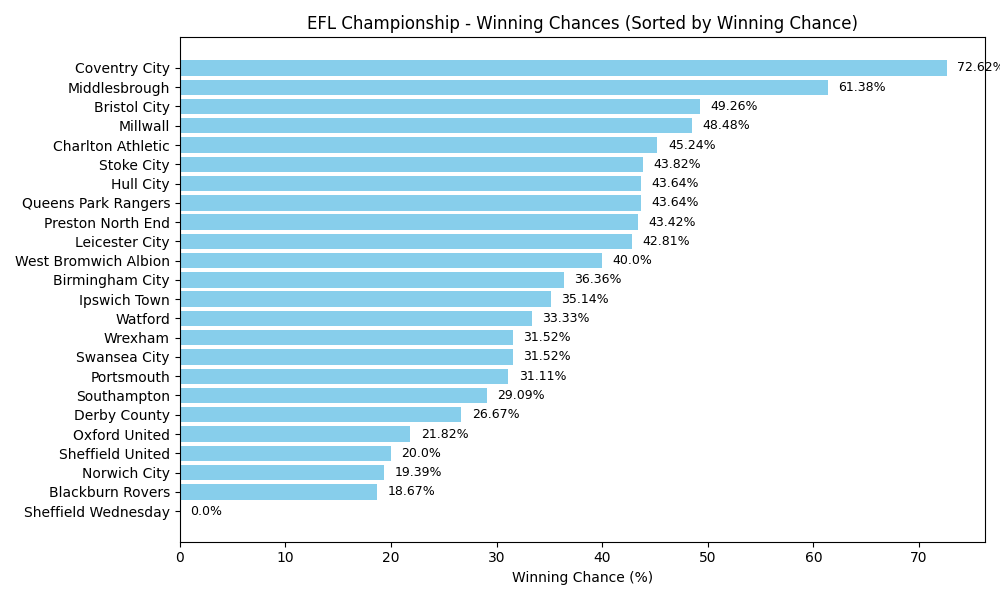 EFL Championship - Winning Chances (Sorted by Winning Chance)
Coventry City 72.62%
Middlesbrough 61.38%
Bristol City 49.26%
Millwall 48.48%
Charlton Athletic 45.24%
Stoke City 43.82%
Hull City 43.64%
Queens Park Rangers 43.64%
Preston North End 43.42%
Leicester City 42.81%
West Bromwich Albion 40.0%
Birmingham City 36.36%
Ipswich Town 35.14%
Watford 33.33%
Wrexham 31.52%
Swansea City 31.52%
Portsmouth 31.11%
Southampton 29.09%
Derby County 26.67%
Oxford United 21.82%
Sheffield United 20.0%
Norwich City 19.39%
Blackburn Rovers 18.67%
Sheffield Wednesday 0.0%
0 10 20 30 40 50 60 70
Winning Chance (%)